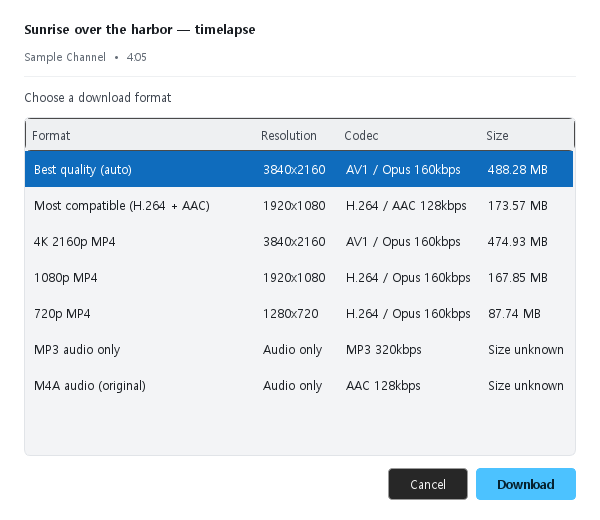 Sunrise over the harbor — timelapse
Sample Channel • 4:05
Choose a download format
Format Resolution Codec Size
Best quality (auto) 3840x2160 AV1 / Opus 160kbps 488.28 MB
Most compatible (H.264 + AAC) 1920x1080 H.264 / AAC 128kbps 173.57 MB
4K 2160p MP4 3840x2160 AV1 / Opus 160kbps 474.93 MB
1080p MP4 1920x1080 H.264 / Opus 160kbps 167.85 MB
720p MP4 1280x720 H.264 / Opus 160kbps 87.74 MB
MP3 audio only Audio only MP3 320kbps Size unknown
M4A audio (original) Audio only AAC 128kbps Size unknown
Cancel Download